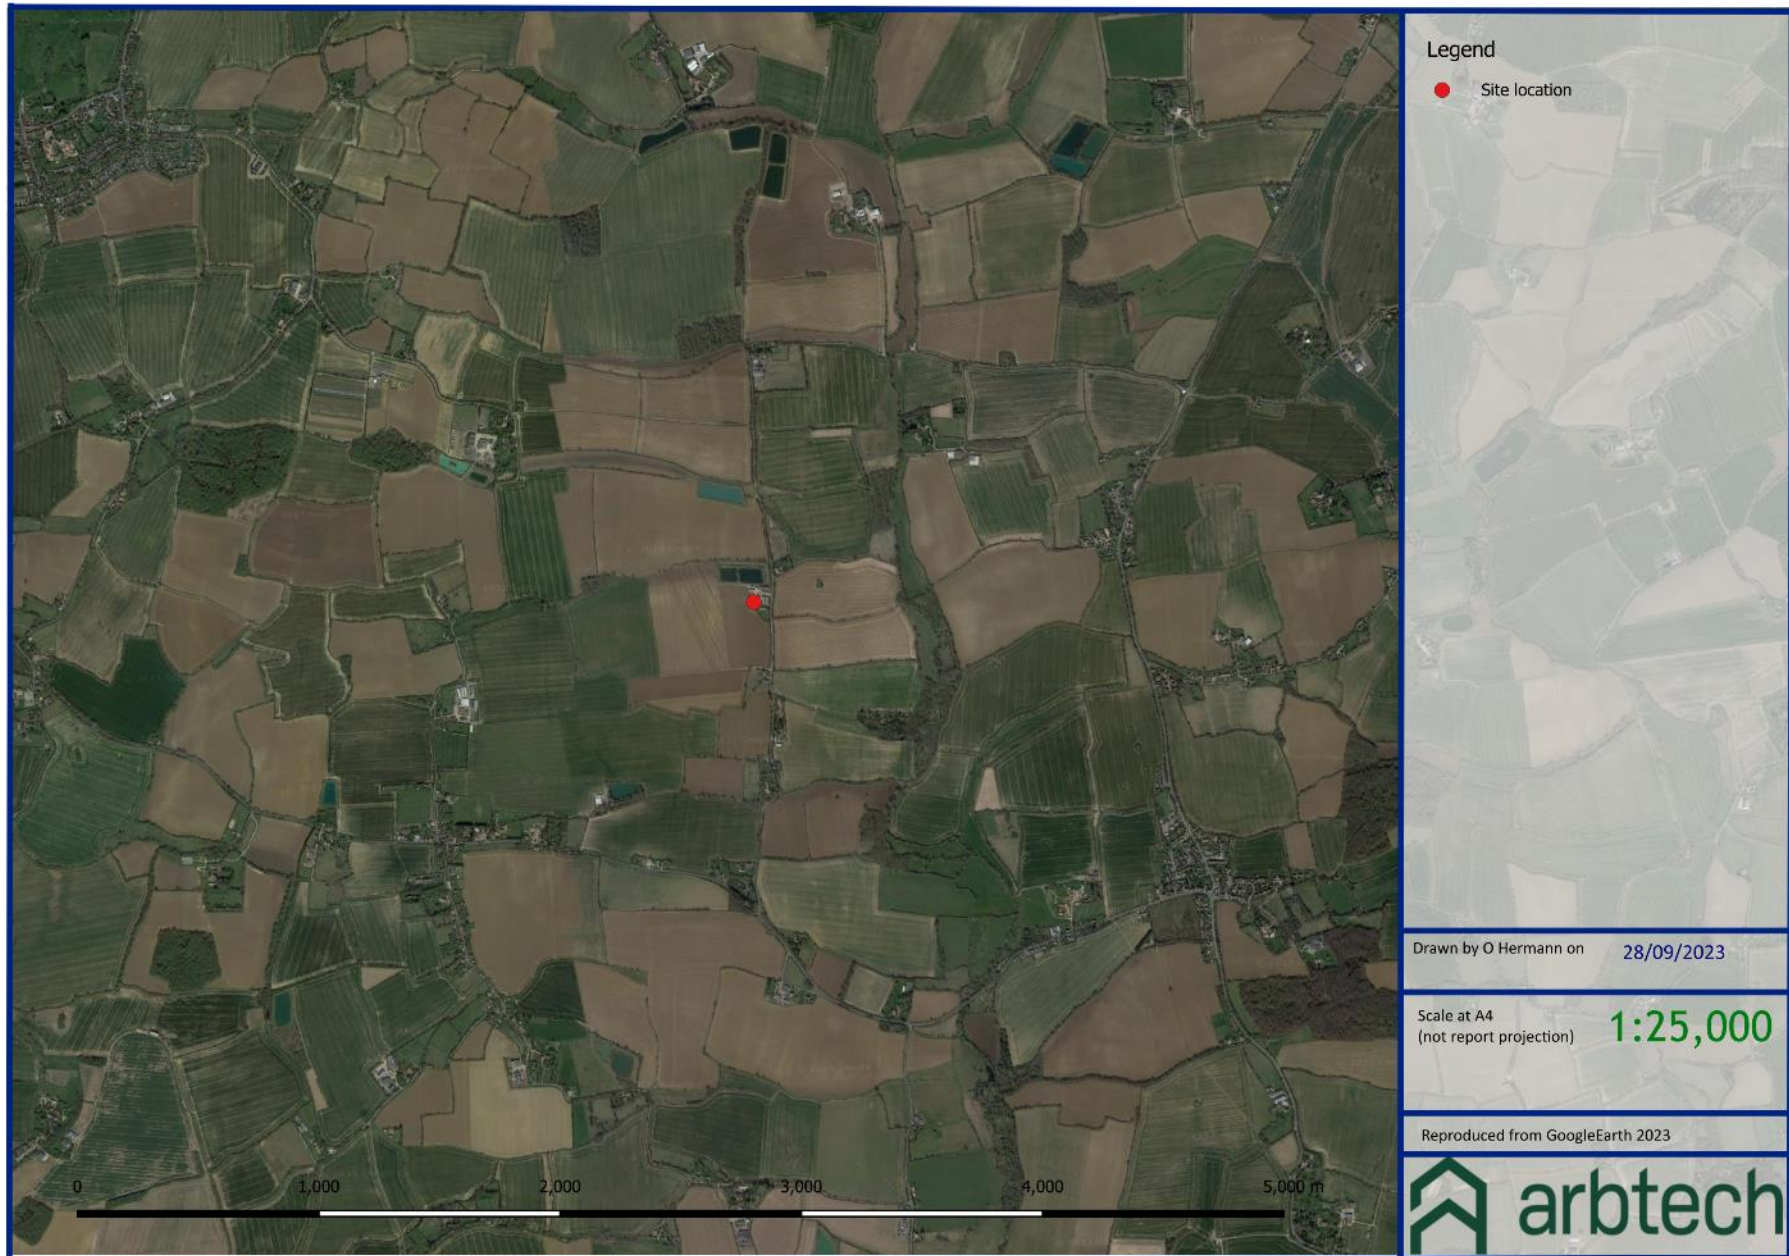 Legend
Site location
Drawn by O Hermann on 28/09/2023
Scale at A4
(not report projection) 1:25,000
Reproduced from GoogleEarth 2023
arbtech
0 1,000 2,000 3,000 4,000 5,000 m